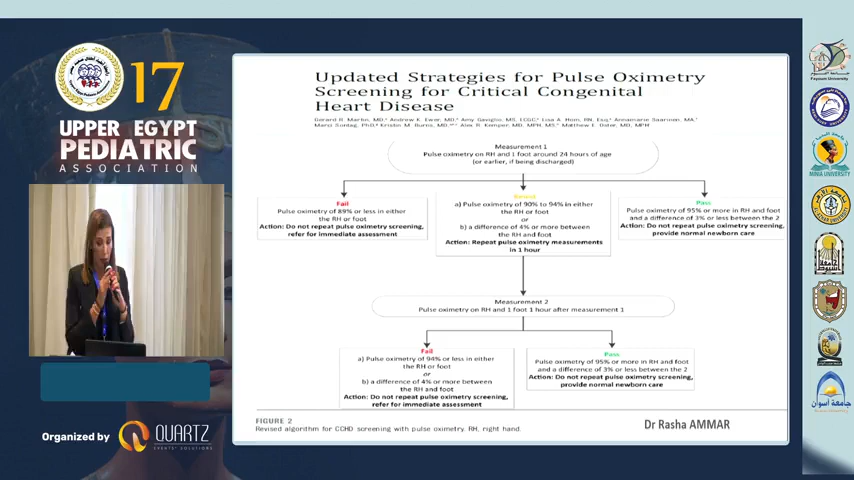 17
UPPER EGYPT
PEDIATRIC
ASSOCIATION
Organized by
QUARTZ
EVENTS' SOLUTIONS
Updated Strategies for Pulse Oximetry
Screening for Critical Congenital
Heart Disease
Measurement 1
Pulse oximetry on RH and 1 foot around 24 hours of age
(or earlier, if being discharged)
Fail
Pulse oximetry of 89% or less in either
the RH or foot
Action: Do not repeat pulse oximetry screening,
refer for immediate assessment
a) Pulse oximetry of 90% to 94% in either
the RH or foot
or
b) a difference of 4% or more between
the RH and foot
Action: Repeat pulse oximetry measurements
in 1 hour
Pass
Pulse oximetry of 95% or more in RH and foot
and a difference of 3% or less between the 2
Action: Do not repeat pulse oximetry screening,
provide normal newborn care
Measurement 2
Pulse oximetry on RH and 1 foot 1 hour after measurement 1
Fail
a) Pulse oximetry of 94% or less in either
the RH or foot
or
b) a difference of 4% or more between
the RH and foot
Action: Do not repeat pulse oximetry screening,
refer for immediate assessment
Pass
Pulse oximetry of 95% or more in RH and foot
and a difference of 3% or less between the 2
Action: Do not repeat pulse oximetry screening,
provide normal newborn care
FIGURE 2
Revised algorithm for CCHD screening with pulse oximetry. RH, right hand.
Dr Rasha AMMAR
Fayoum University
MINIA UNIVERSITY
جامعة أسوان